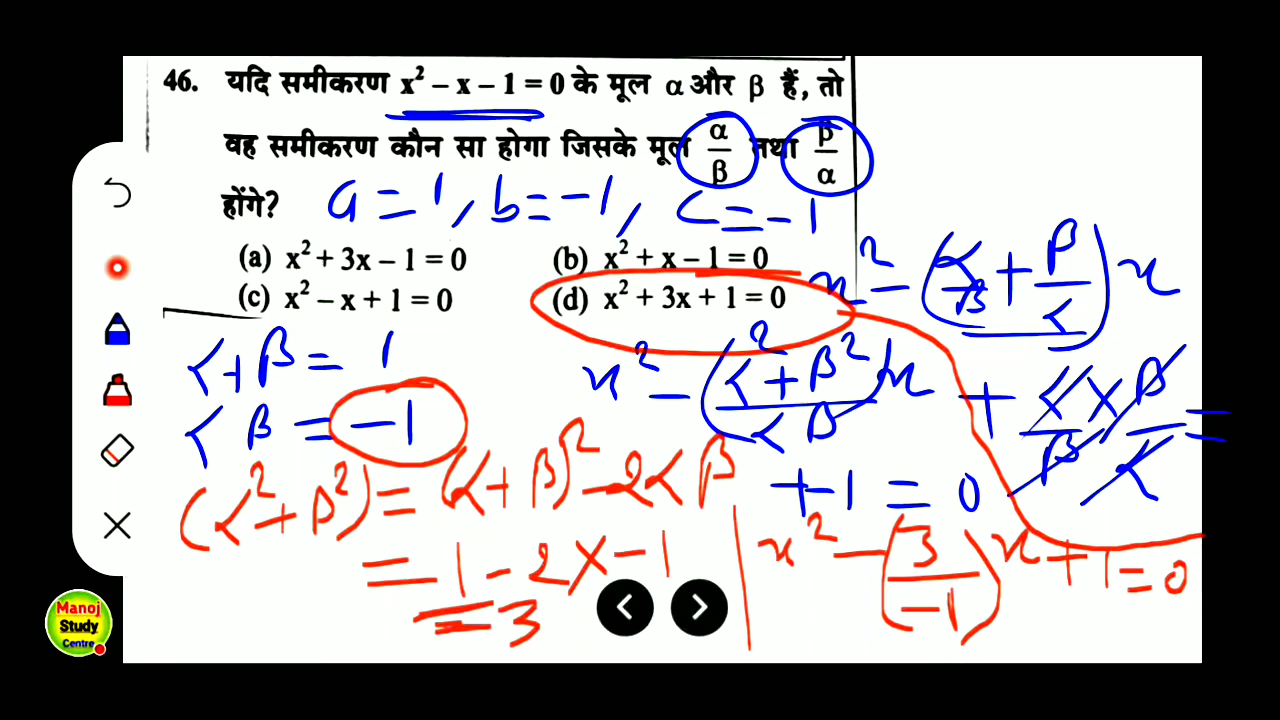 46. यदि समीकरण x² – x – 1 = 0 के मूल α और β हैं, तो
वह समीकरण कौन सा होगा जिसके मूल α/β तथा β/α
होंगे?
a = 1, b = -1, c = -1
(a) x² + 3x – 1 = 0
(b) x² + x – 1 = 0
(c) x² – x + 1 = 0
(d) x² + 3x + 1 = 0
x² - (α/β + β/α) x
+ α/β × β/α =
α+β = 1
αβ = -1
x² - (α²+β²/αβ)x
+1 = 0
(α²+β²) = (α+β)² - 2αβ
= 1 - 2×-1
= 3
x² - (3/-1)x + 1 = 0
Manoj
Study
Centre